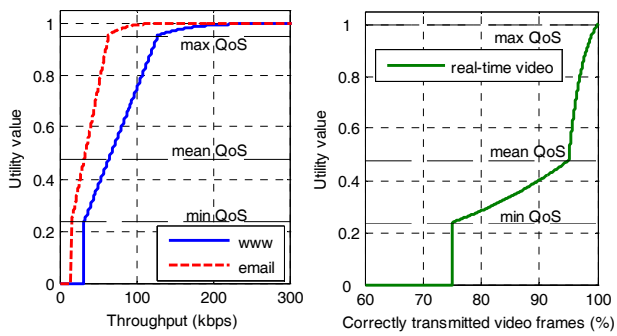 1
0.8
0.6
0.4
0.2
0
Utility value
max QoS
mean QoS
min QoS
www
email
0 100 200 300
Throughput (kbps)
1
0.8
0.6
0.4
0.2
0
Utility value
max QoS
real-time video
mean QoS
min QoS
60 70 80 90 100
Correctly transmitted video frames (%)